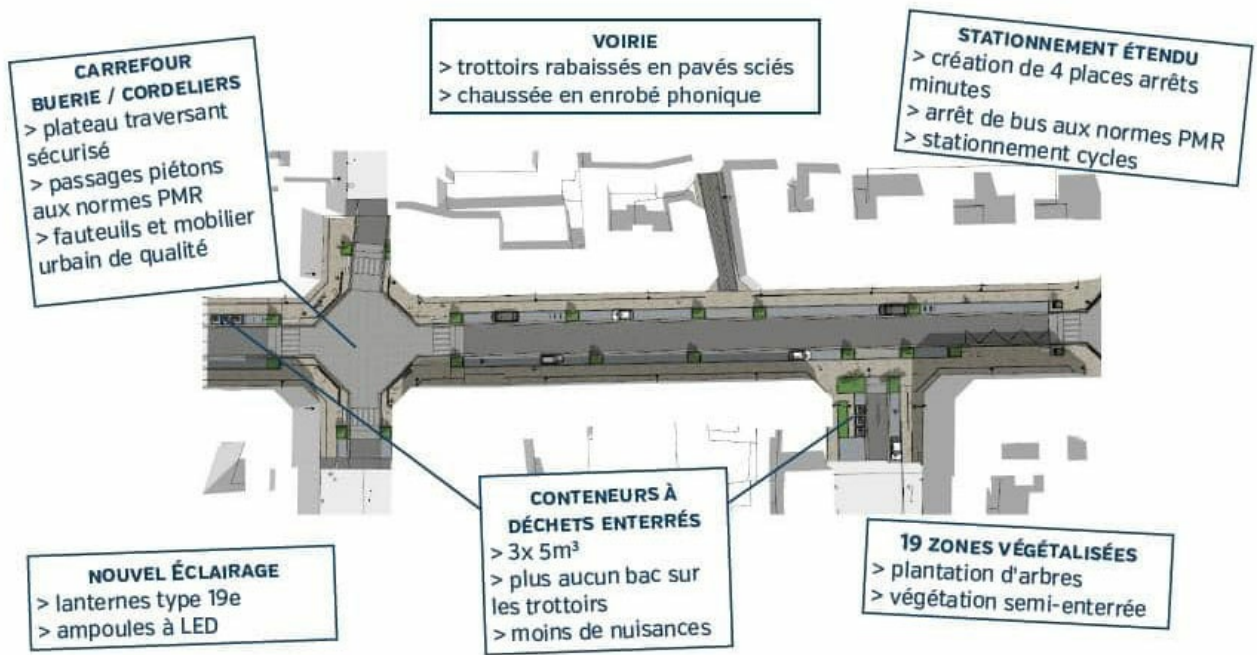 CARREFOUR
BUERIE / CORDELIERS
> plateau traversant
sécurisé
> passages piétons
aux normes PMR
> fauteuils et mobilier
urbain de qualité
VOIRIE
> trottoirs rabaissés en pavés sciés
> chaussée en enrobé phonique
STATIONNEMENT ÉTENDU
> création de 4 places arrêts
minutes
> arrêt de bus aux normes PMR
> stationnement cycles
NOUVEL ÉCLAIRAGE
> lanternes type 19e
> ampoules à LED
CONTENEURS À
DÉCHETS ENTERRÉS
> 3x 5m³
> plus aucun bac sur
les trottoirs
> moins de nuisances
19 ZONES VÉGÉTALISÉES
> plantation d'arbres
> végétation semi-enterrée